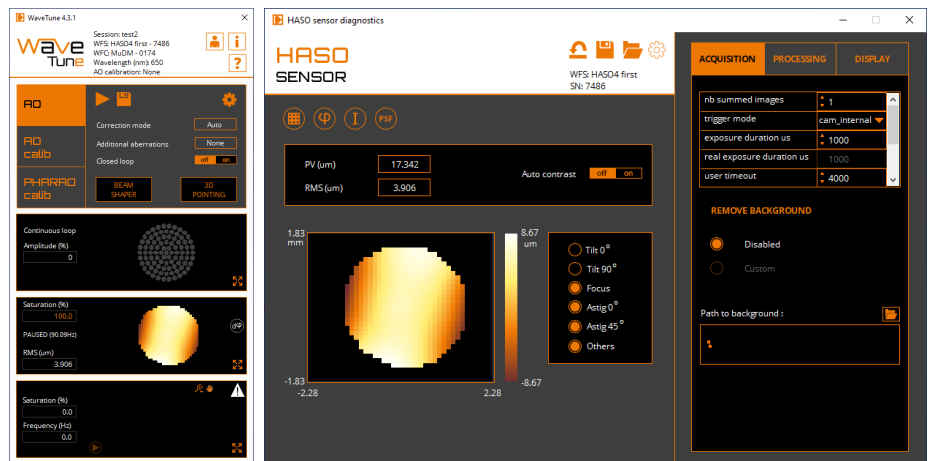 WaveTune 4.3.1
Wave
Tune
Session: test2
WFS: HASO4 first - 7486
WFC: MuDM - 0174
Wavelength (nm): 650
AO calibration: None
i
?
AO
AO
calib
PHARAO
calib
Correction mode
Auto
Additional aberrations
None
Closed loop
off on
BEAM
SHAPER
3D
POINTING
Continuous loop
Amplitude (%)
0
Saturation (%)
100.0
PAUSED (90.09Hz)
RMS (um)
3.906
Saturation (%)
0.0
Frequency (Hz)
0.0
HASO sensor diagnostics
HASO
SENSOR
WFS: HASO4 first
SN: 7486
φ
I
PSF
PV (um)
17.342
RMS (um)
3.906
Auto contrast
off on
1.83
mm
-1.83
-2.28
2.28
8.67
um
-8.67
Tilt 0°
Tilt 90°
Focus
Astig 0°
Astig 45°
Others
ACQUISITION
PROCESSING
DISPLAY
nb summed images
1
trigger mode
cam_internal
exposure duration us
1000
real exposure duration us
1000
user timeout
4000
REMOVE BACKGROUND
Disabled
Custom
Path to background :